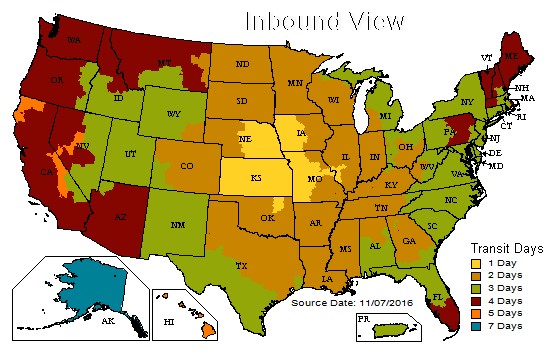 Inbound View
WA
OR
CA
NV
ID
MT
WY
UT
AZ
CO
NM
ND
SD
NE
KS
OK
TX
MN
IA
MO
AR
LA
WI
IL
MI
IN
OH
KY
TN
MS
AL
GA
FL
SC
NC
VA
WV
PA
NY
VT
ME
NH
MA
RI
CT
NJ
DE
MD
AK
HI
PR
Source Date: 11/07/2016
Transit Days
1 Day
2 Days
3 Days
4 Days
5 Days
7 Days